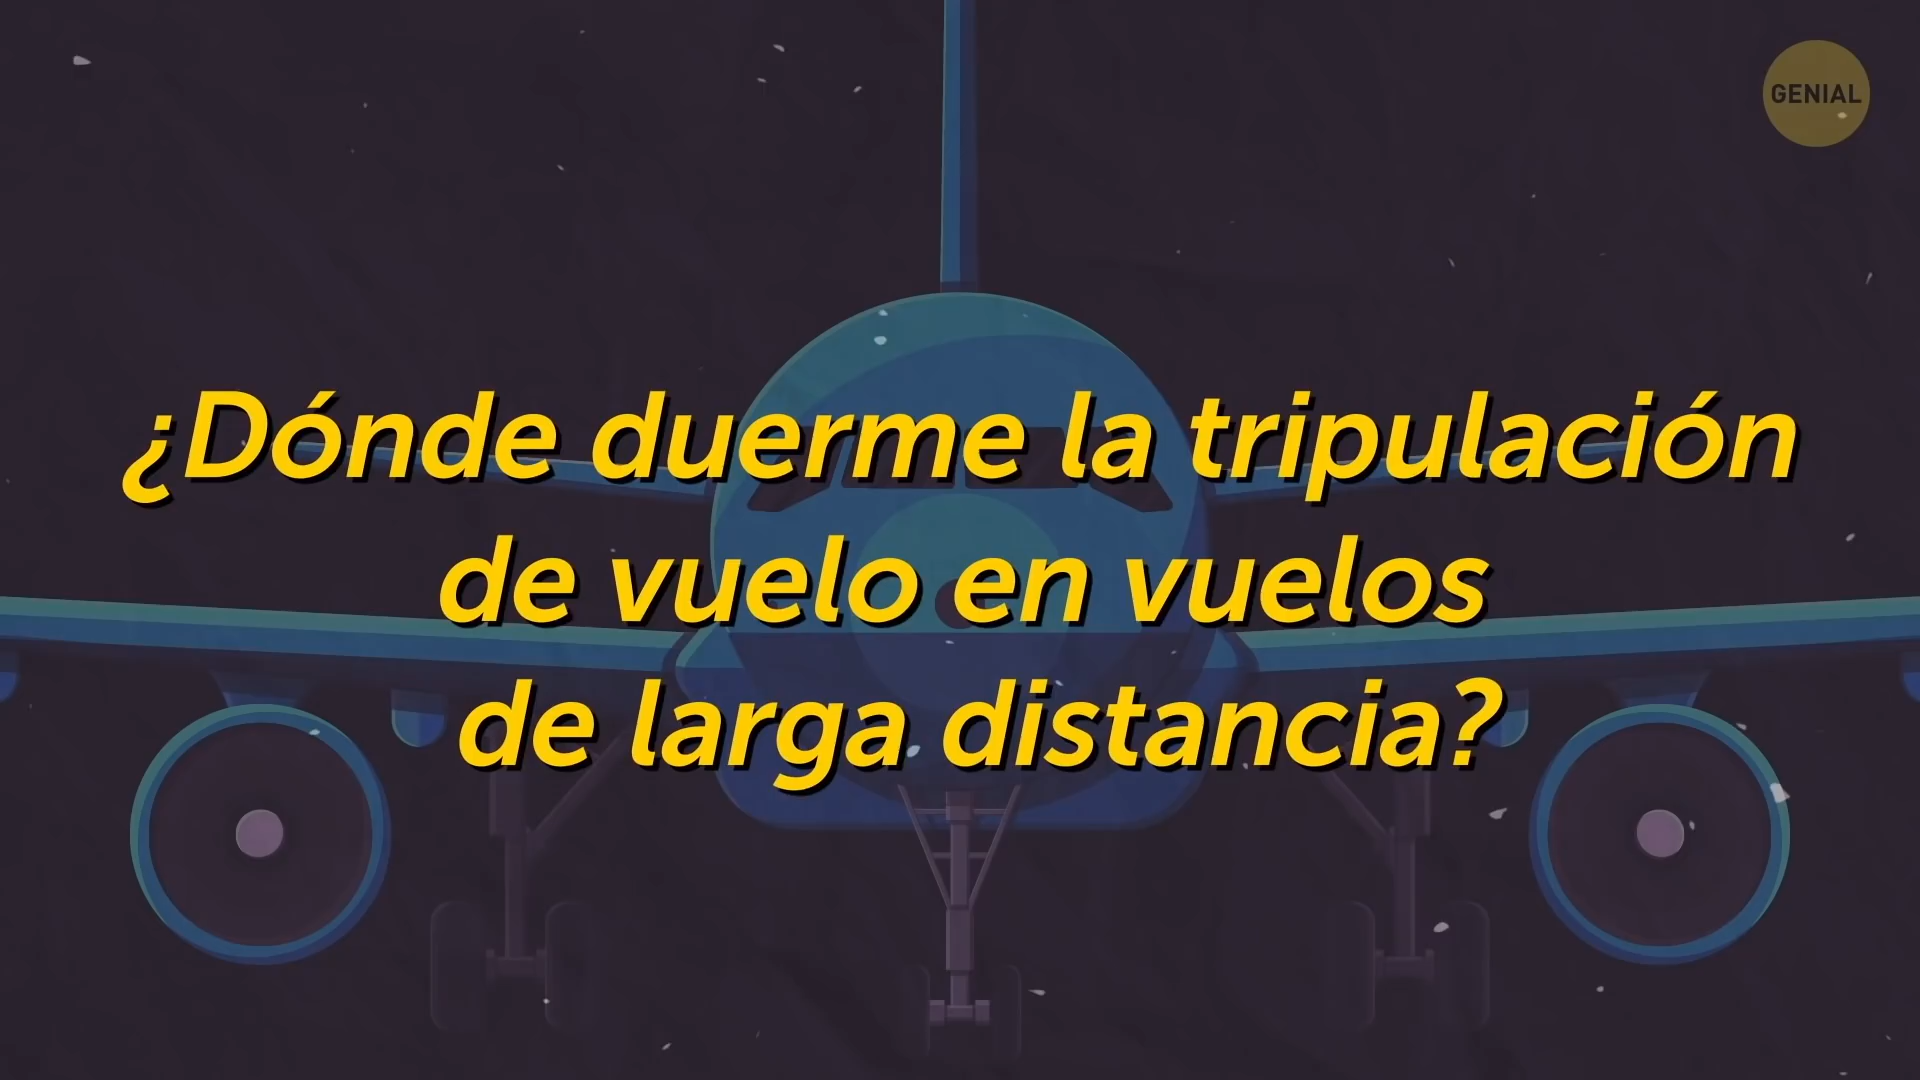 GENIAL
¿Dónde duerme la tripulación
de vuelo en vuelos
de larga distancia?